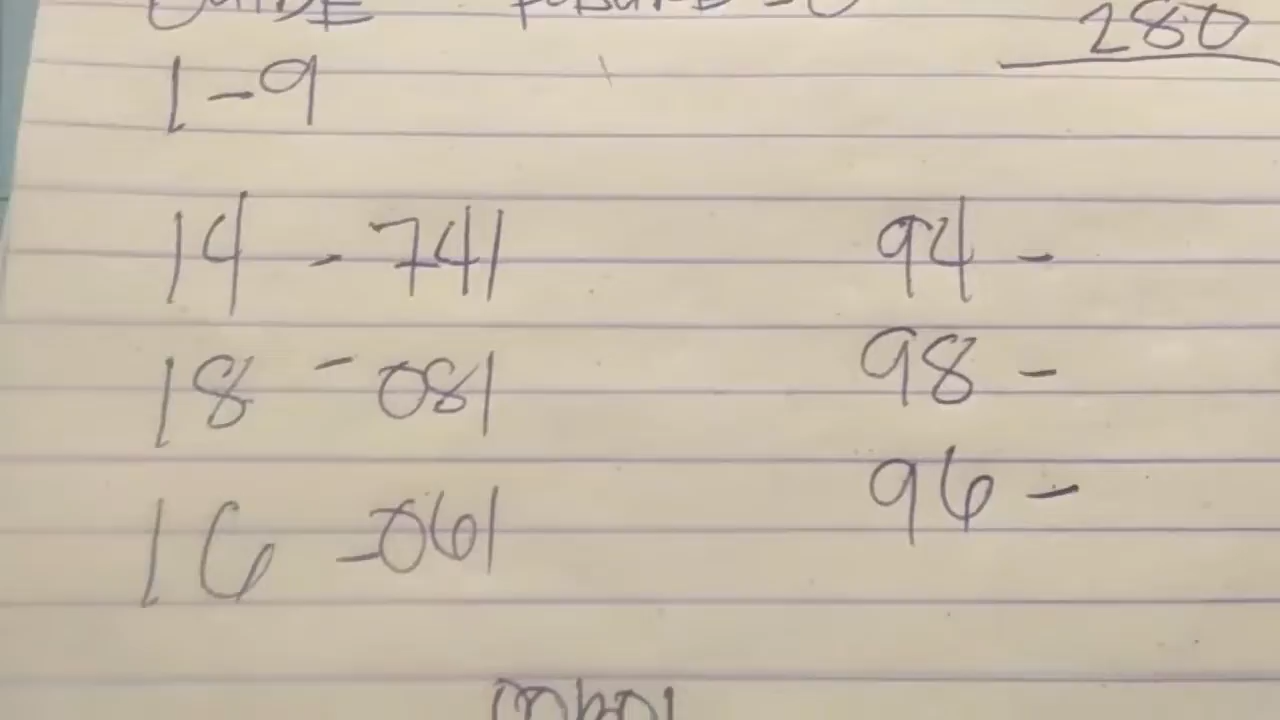 280
1-9
14 - 741 94 -
18 - 081 98 -
16 - 061 96 -